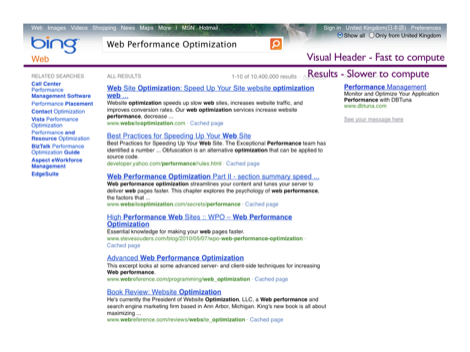 Web Images Videos Shopping News Maps More | MSN Hotmail
Sign in United Kingdom(日本語) Preferences
bing
Web Performance Optimization
Show all Only from United Kingdom
Visual Header - Fast to compute
Web
Results - Slower to compute
RELATED SEARCHES
Call Center
Performance
Management Software
Performance Placement
Contact Optimization
Vista Performance
Optimization
Performance and
Resource Optimization
BizTalk Performance
Optimization Guide
Aspect eWorkforce
Management
EdgeSuite
ALL RESULTS
1-10 of 10,400,000 results
Web Site Optimization: Speed Up Your Site website optimization
web ...
Website optimization speeds up slow web sites, increases website traffic, and
improves conversion rates. Our web optimization services increase website
performance, decrease ...
www.websiteoptimization.com · Cached page
Best Practices for Speeding Up Your Web Site
Best Practices for Speeding Up Your Web Site. The Exceptional Performance team has
identified a number ... Obfuscation is an alternative optimization that can be applied to
source code.
developer.yahoo.com/performance/rules.html · Cached page
Web Performance Optimization Part II - section summary speed ...
Web performance optimization streamlines your content and tunes your server to
deliver web pages faster. This chapter explores the psychology of web performance,
the factors that ...
www.websiteoptimization.com/secrets/performance · Cached page
High Performance Web Sites :: WPO – Web Performance
Optimization
Essential knowledge for making your web pages faster.
www.stevesouders.com/blog/2010/05/07/wpo-web-performance-optimization ·
Cached page
Advanced Web Performance Optimization
This excerpt looks at some advanced server- and client-side techniques for increasing
Web performance.
www.webreference.com/programming/web_optimization · Cached page
Book Review: Website Optimization
He's currently the President of Website Optimization, LLC, a Web performance and
search engine marketing firm based in Ann Arbor, Michigan. King's new book is all about
maximizing ...
www.webreference.com/reviews/website_optimization · Cached page
Performance Management
Monitor and Optimize Your Application
Performance with DBTuna
www.dbtuna.com
See your message here